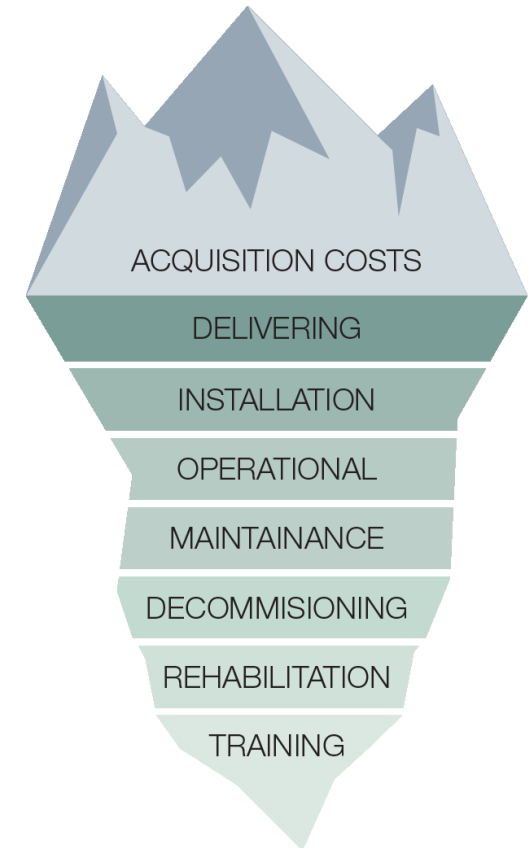 ACQUISITION COSTS
DELIVERING
INSTALLATION
OPERATIONAL
MAINTAINANCE
DECOMMISIONING
REHABILITATION
TRAINING